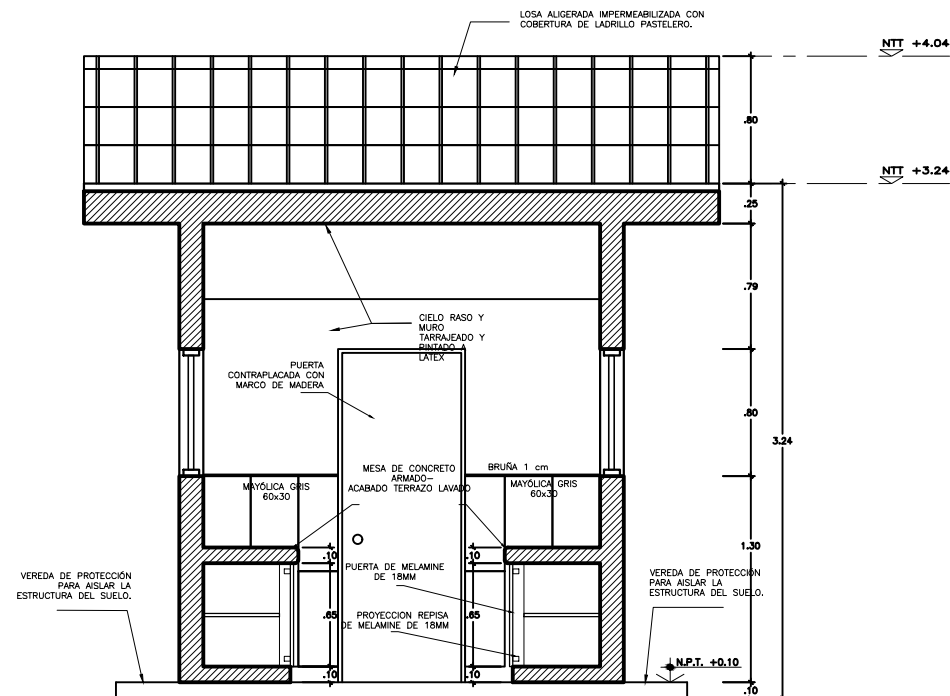 LOSA ALIGERADA IMPERMEABILIZADA CON
COBERTURA DE LADRILLO PASTELERO.
NTT +4.04
.80
NTT +3.24
.25
.79
CIELO RASO Y
MURO
TARRAJEADO Y
PINTADO A
LATEX
PUERTA
CONTRAPLACADA CON
MARCO DE MADERA
.80
3.24
MESA DE CONCRETO
ARMADO-
ACABADO TERRAZO LAVADO
BRUÑA 1 cm
MAYÓLICA GRIS
60x30
MAYÓLICA GRIS
60x30
1.30
.10
.10
PUERTA DE MELAMINE
DE 18MM
VEREDA DE PROTECCIÓN
PARA AISLAR LA
ESTRUCTURA DEL SUELO.
VEREDA DE PROTECCIÓN
PARA AISLAR LA
ESTRUCTURA DEL SUELO.
.65
.65
PROYECCION REPISA
DE MELAMINE DE 18MM
N.P.T. +0.10
.10
.10
.10